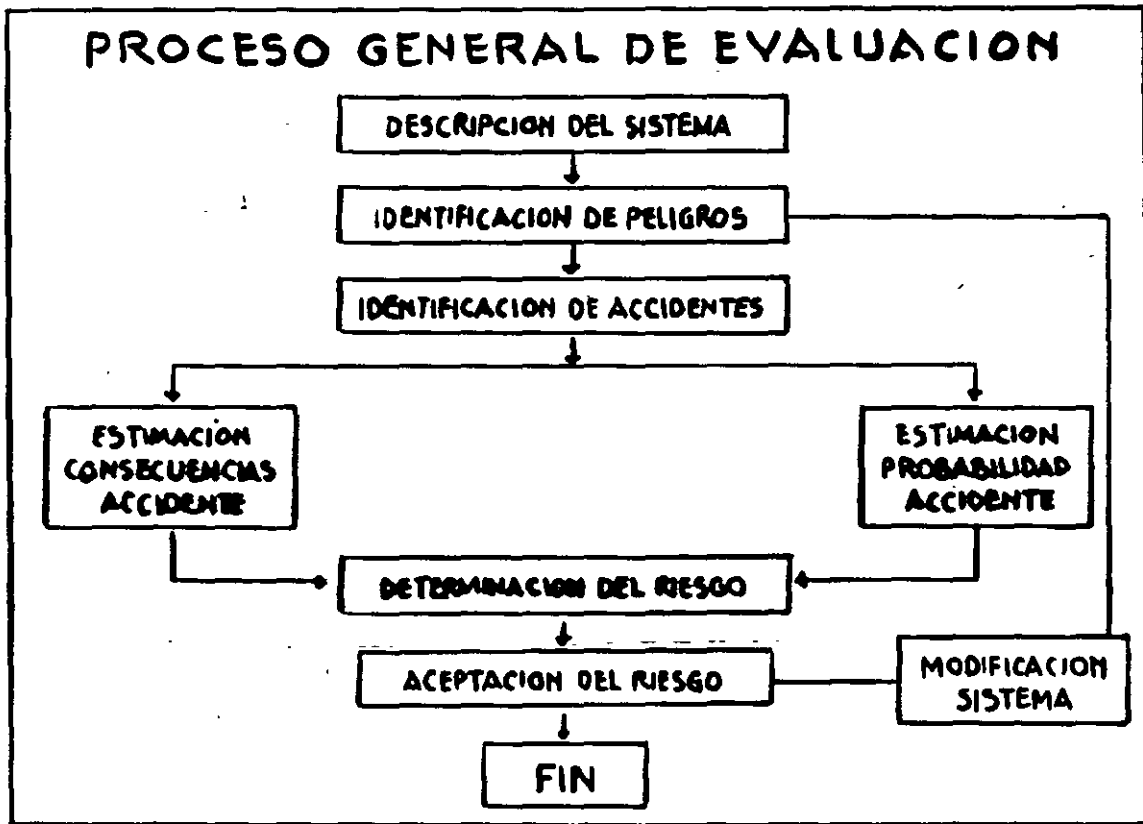 PROCESO GENERAL DE EVALUACION
DESCRIPCION DEL SISTEMA
IDENTIFICACION DE PELIGROS
IDENTIFICACION DE ACCIDENTES
ESTIMACION
CONSECUENCIAS
ACCIDENTE
ESTIMACION
PROBABILIDAD
ACCIDENTE
DETERMINACION DEL RIESGO
ACEPTACION DEL RIESGO
MODIFICACION
SISTEMA
FIN